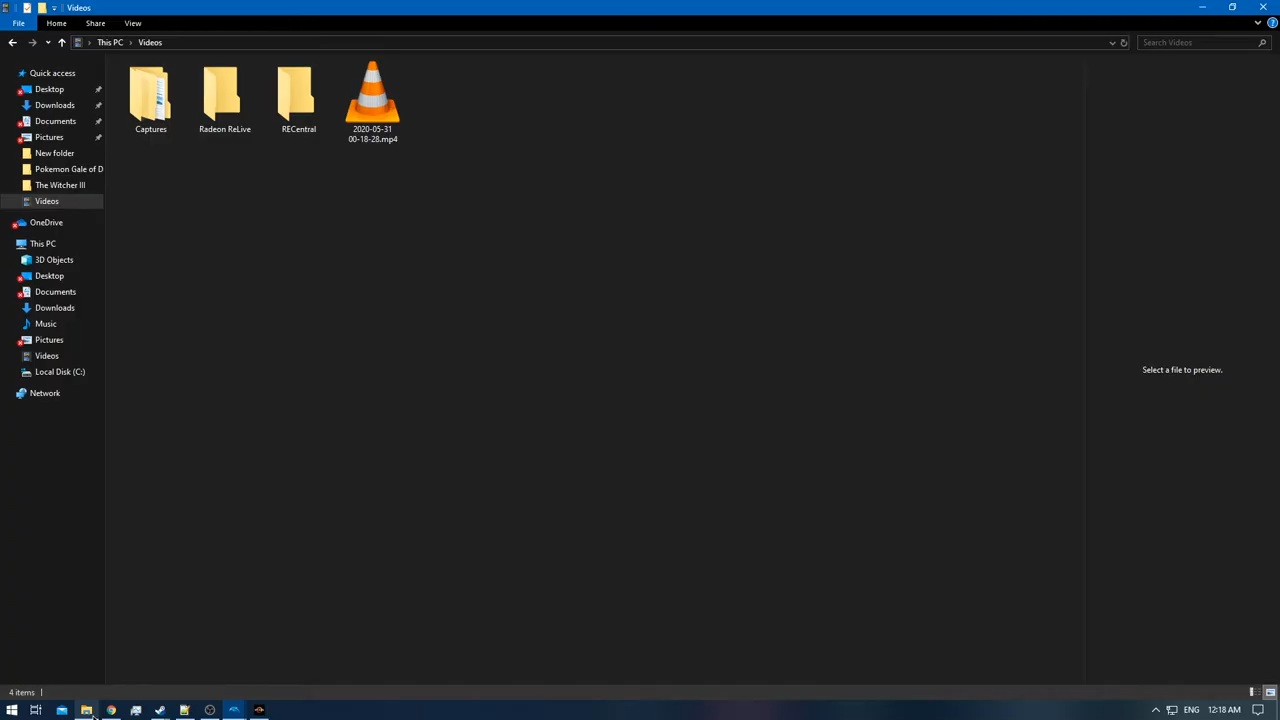 Videos
File Home Share View
This PC Videos
Search Videos
Quick access
Desktop
Downloads
Documents
Pictures
New folder
Pokemon Gale of D
The Witcher III
Videos
OneDrive
This PC
3D Objects
Desktop
Documents
Downloads
Music
Pictures
Videos
Local Disk (C:)
Network
Captures
Radeon ReLive
RECentral
2020-05-31
00-18-28.mp4
Select a file to preview.
4 items
ENG 12:18 AM